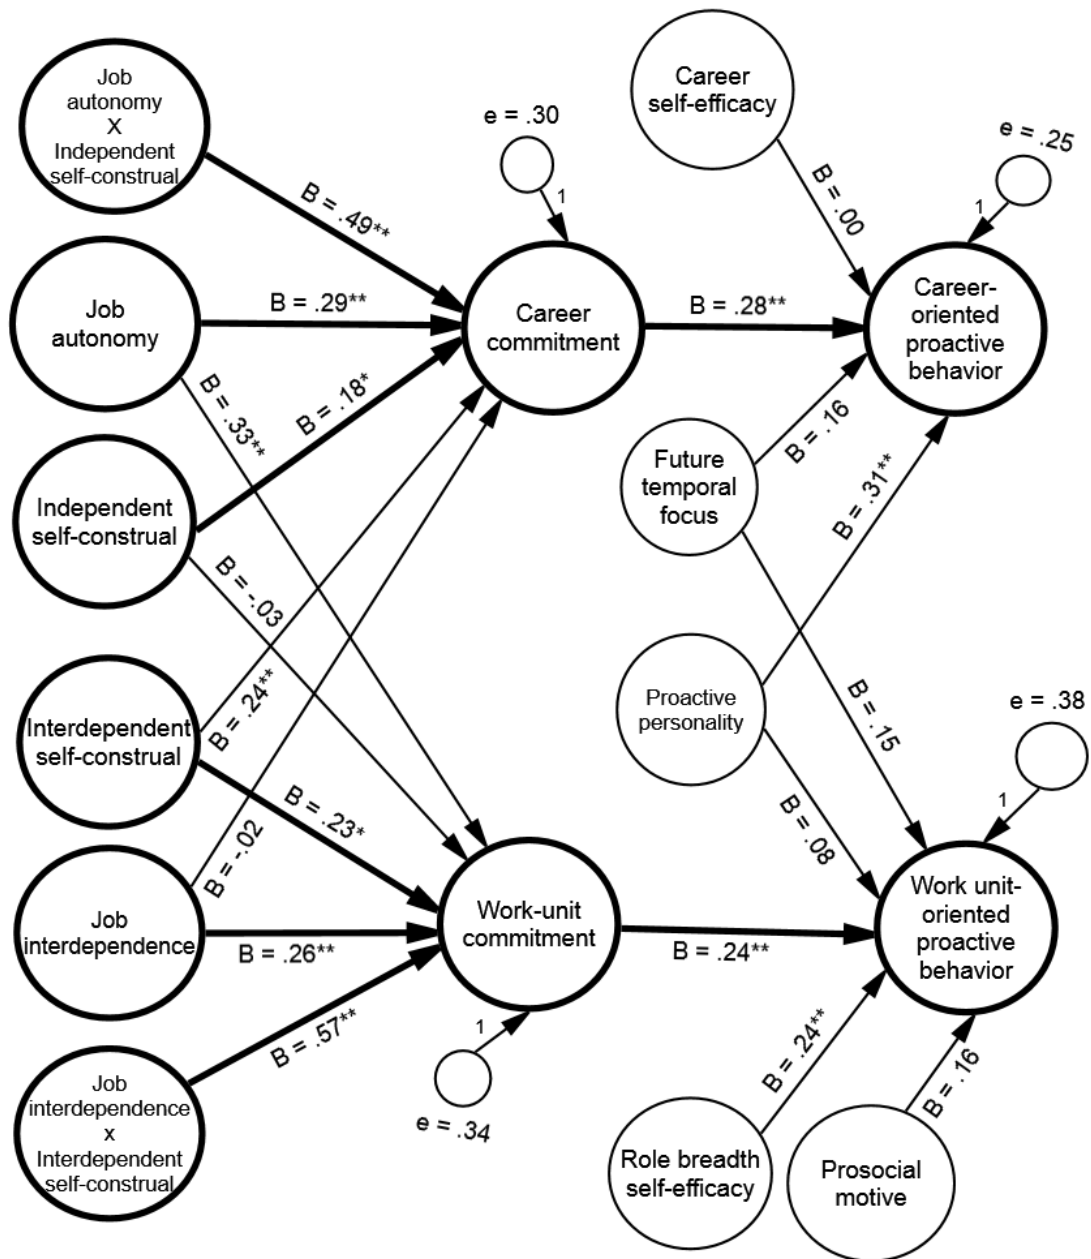 Job
autonomy
X
Independent
self-construal
Job
autonomy
Independent
self-construal
Interdependent
self-construal
Job
interdependence
Job
interdependence
x
Interdependent
self-construal
B = .49**
B = .29**
B = .18*
B = .33**
B = -.03
B = .24**
B = .23*
B = -.02
B = .26**
B = .57**
e = .30
1
Career
commitment
Work-unit
commitment
1
e = .34
B = .28**
B = .24**
Career
self-efficacy
B = .00
Future
temporal
focus
B = .16
B = .15
Proactive
personality
B = .31**
B = .08
Role breadth
self-efficacy
B = .24**
Prosocial
motive
B = .16
e = .25
1
Career-
oriented
proactive
behavior
e = .38
1
Work unit-
oriented
proactive
behavior